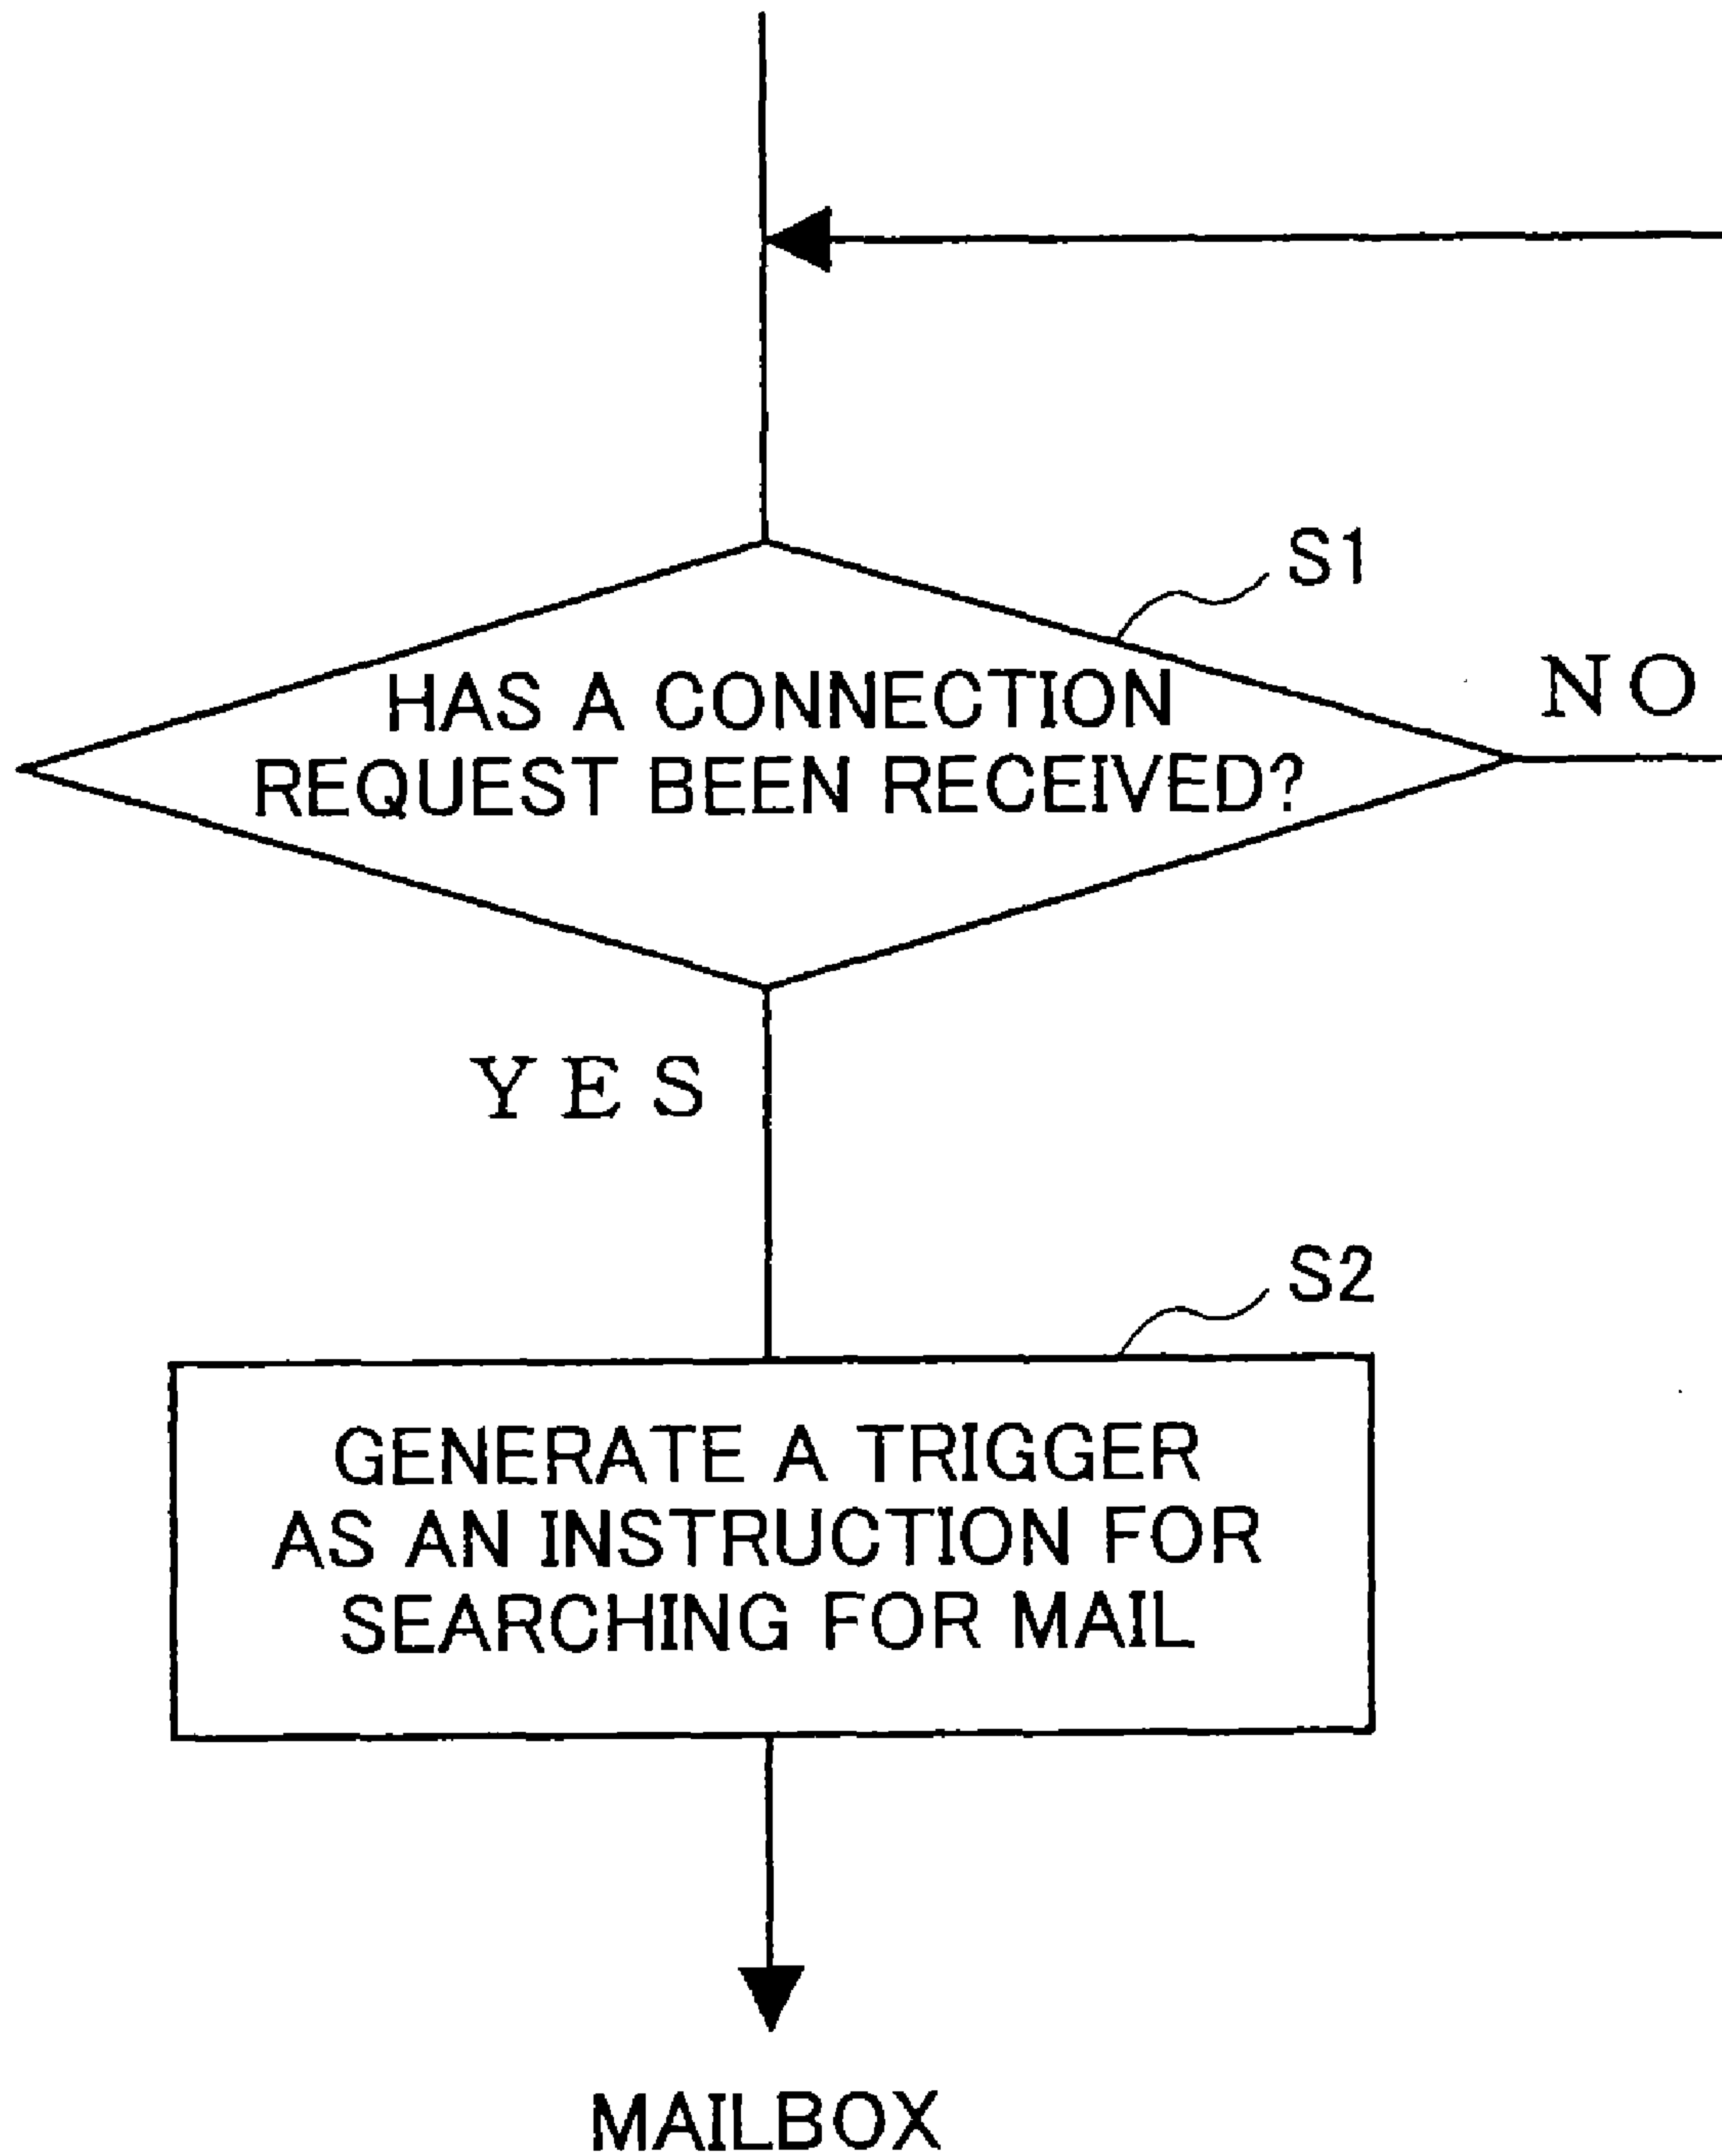 S1
HAS A CONNECTION
REQUEST BEEN RECEIVED?
NO
YES
S2
GENERATE A TRIGGER
AS AN INSTRUCTION FOR
SEARCHING FOR MAIL
MAILBOX